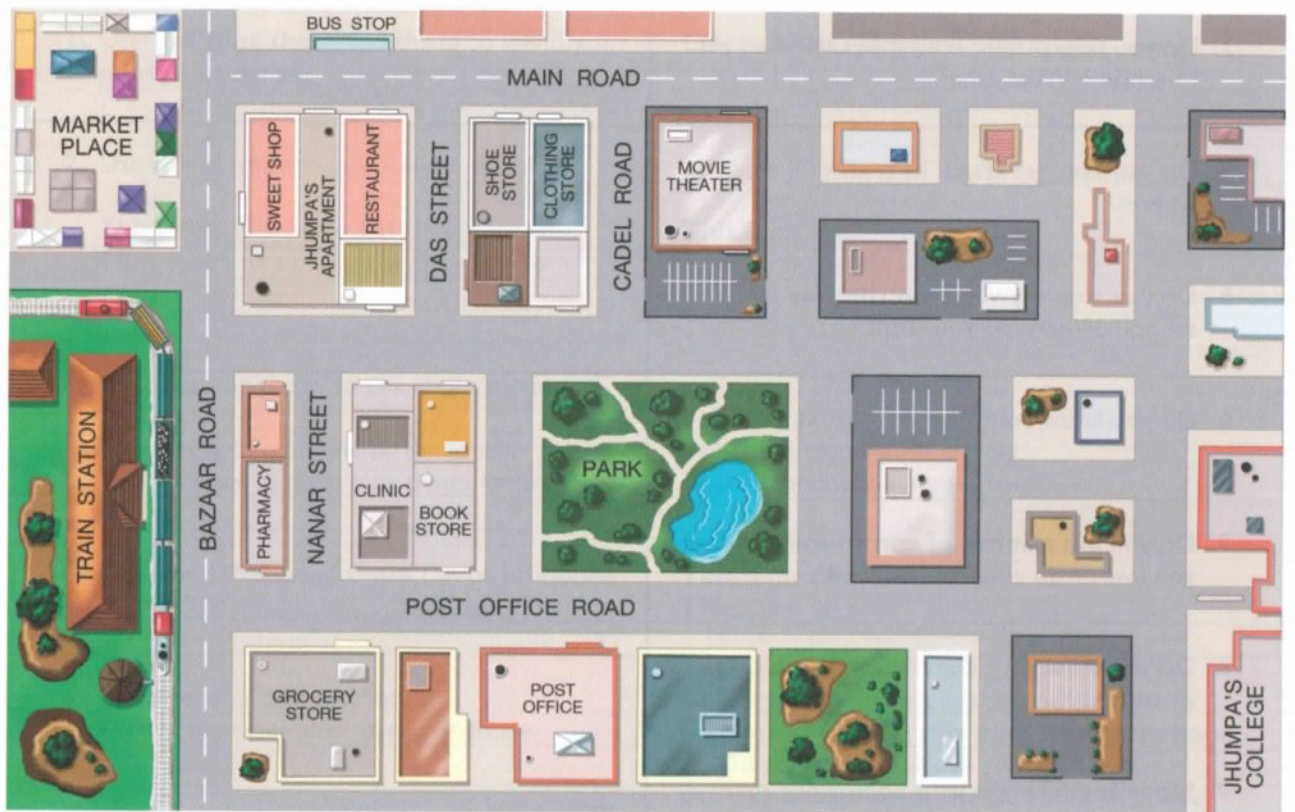 BUS STOP
MAIN ROAD
MARKET
PLACE
SWEET SHOP
JHUMPA'S
APARTMENT
RESTAURANT
DAS STREET
SHOE
STORE
CLOTHING
STORE
CADEL ROAD
MOVIE
THEATER
TRAIN STATION
BAZAAR ROAD
PHARMACY
NANAR STREET
CLINIC
BOOK
STORE
PARK
POST OFFICE ROAD
GROCERY
STORE
POST
OFFICE
JHUMPA'S
COLLEGE